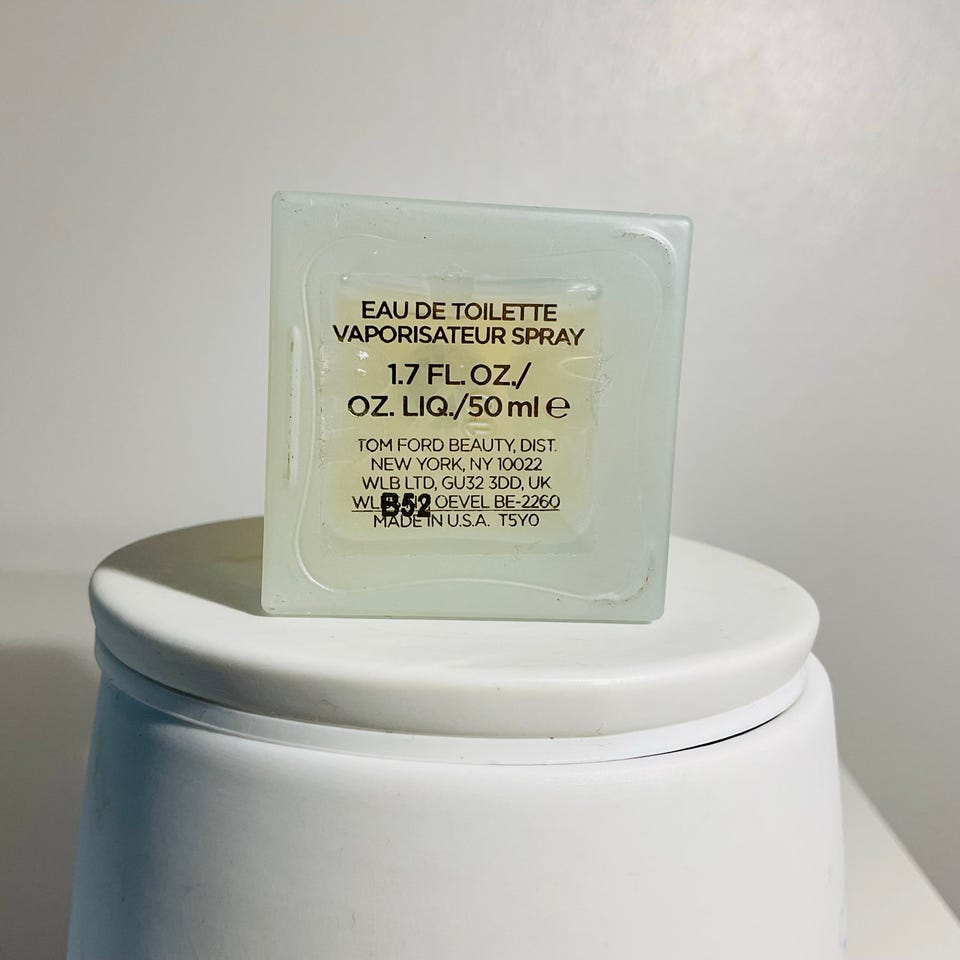 EAU DE TOILETTE
VAPORISATEUR SPRAY
1.7 FL. OZ./
OZ. LIQ./50 ml e
TOM FORD BEAUTY, DIST.
NEW YORK, NY 10022
WLB LTD, GU32 3DD, UK
B52 OEVEL BE-2260
MADE IN U.S.A. T5Y0